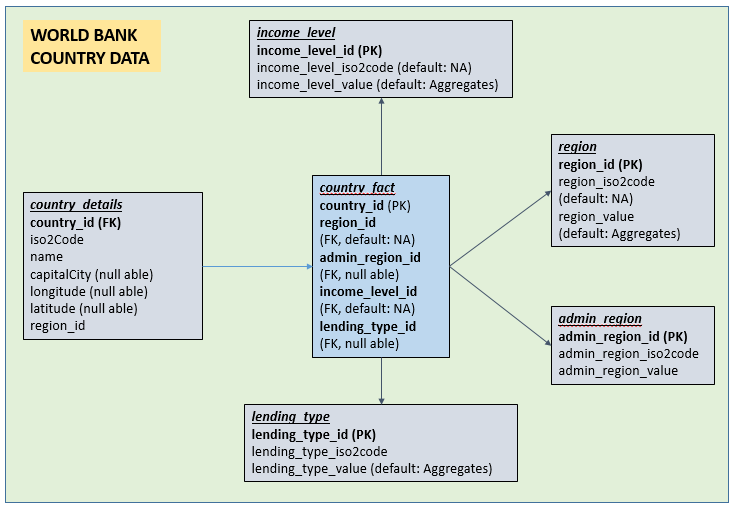 WORLD BANK
COUNTRY DATA
income_level
income_level_id (PK)
income_level_iso2code (default: NA)
income_level_value (default: Aggregates)
region
region_id (PK)
region_iso2code
(default: NA)
region_value
(default: Aggregates)
country_details
country_id (FK)
iso2Code
name
capitalCity (null able)
longitude (null able)
latitude (null able)
region_id
country_fact
country_id (PK)
region_id
(FK, default: NA)
admin_region_id
(FK, null able)
income_level_id
(FK, default: NA)
lending_type_id
(FK, null able)
admin_region
admin_region_id (PK)
admin_region_iso2code
admin_region_value
lending_type
lending_type_id (PK)
lending_type_iso2code
lending_type_value (default: Aggregates)